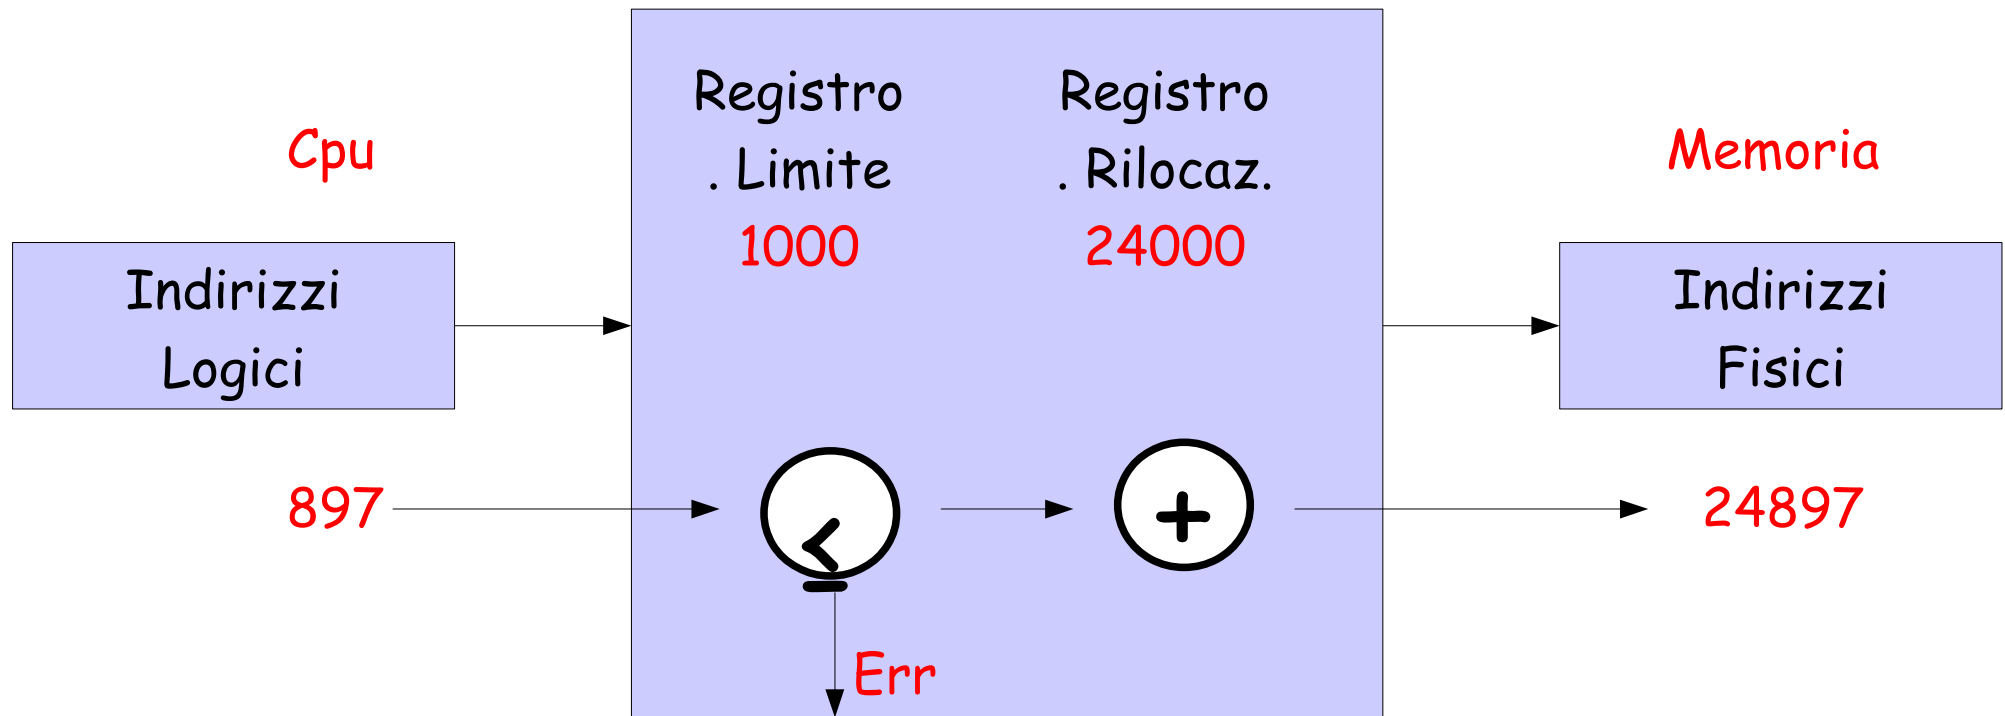 Cpu
Indirizzi
Logici
897
Registro
. Limite
1000
Registro
. Rilocaz.
24000
<
+
Err
Memoria
Indirizzi
Fisici
24897